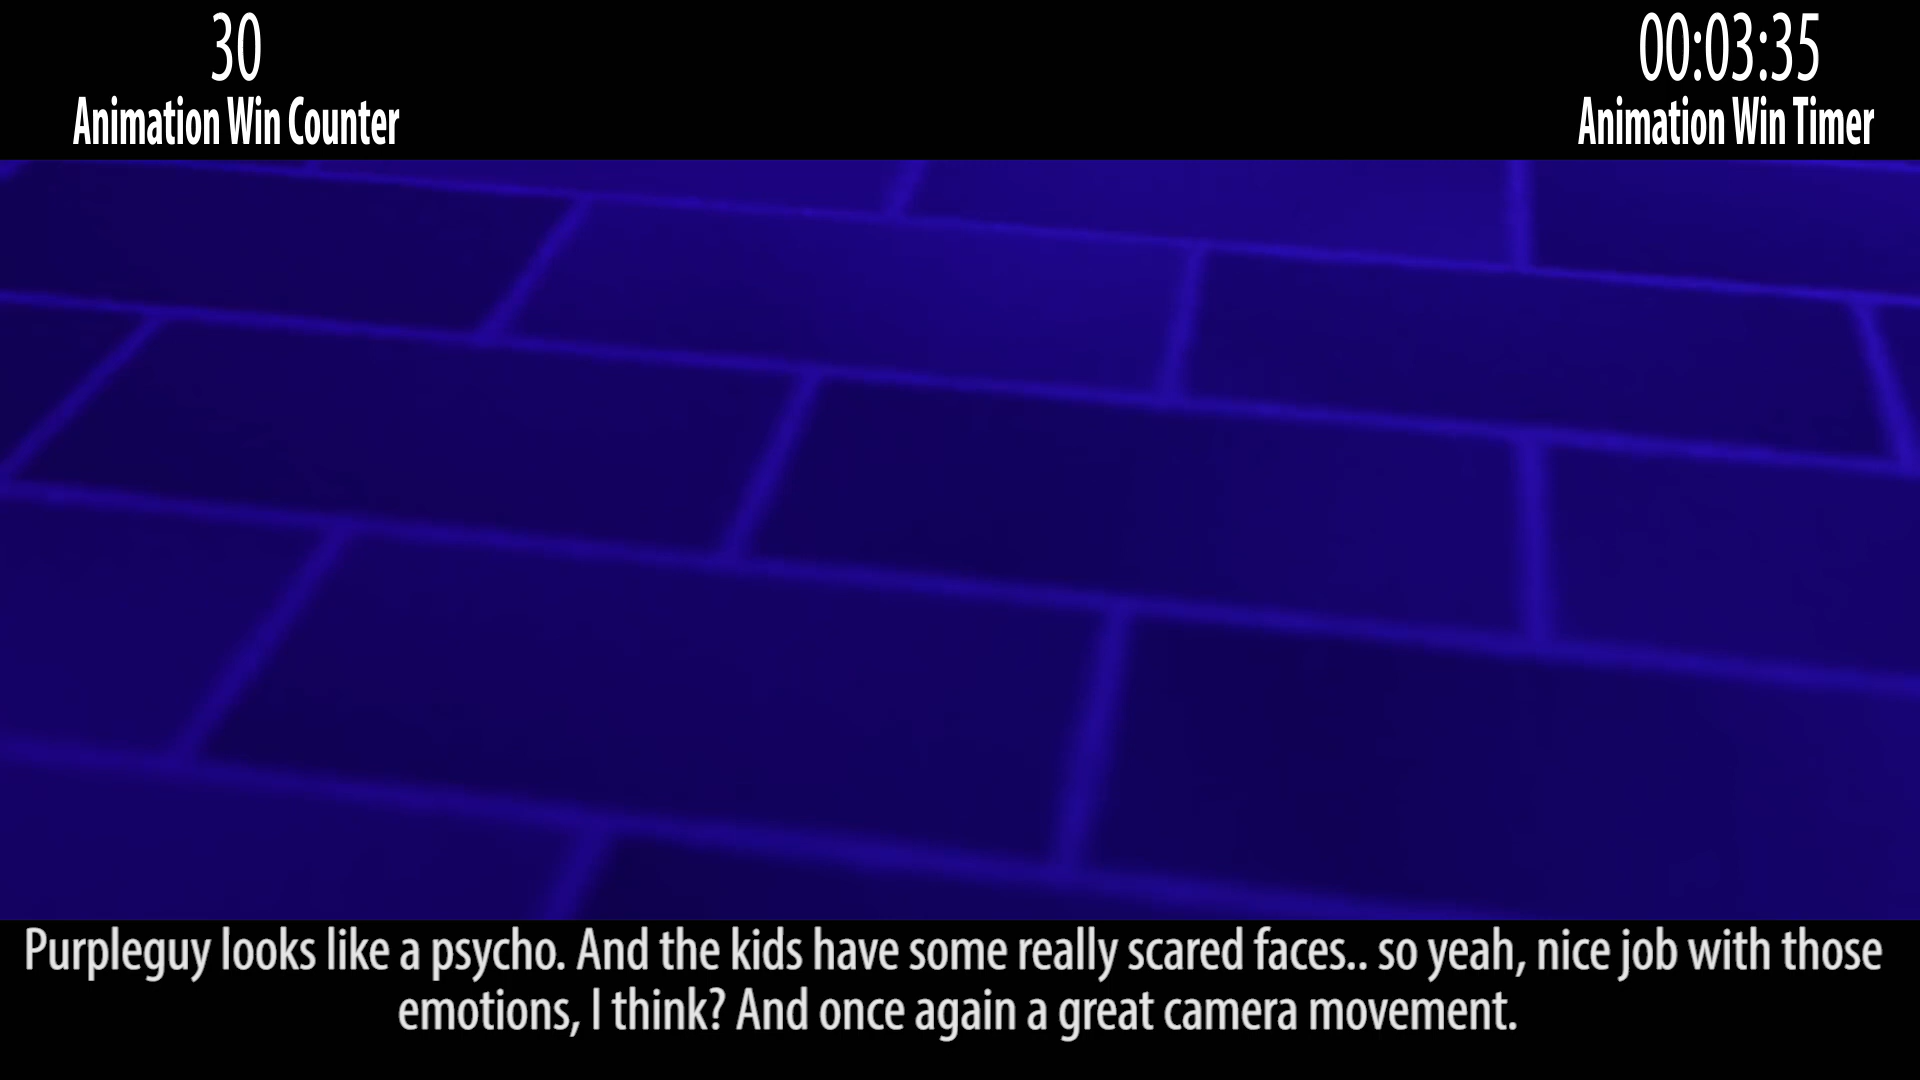 30
Animation Win Counter
00:03:35
Animation Win Timer
Purpleguy looks like a psycho. And the kids have some really scared faces.. so yeah, nice job with those
emotions, I think? And once again a great camera movement.